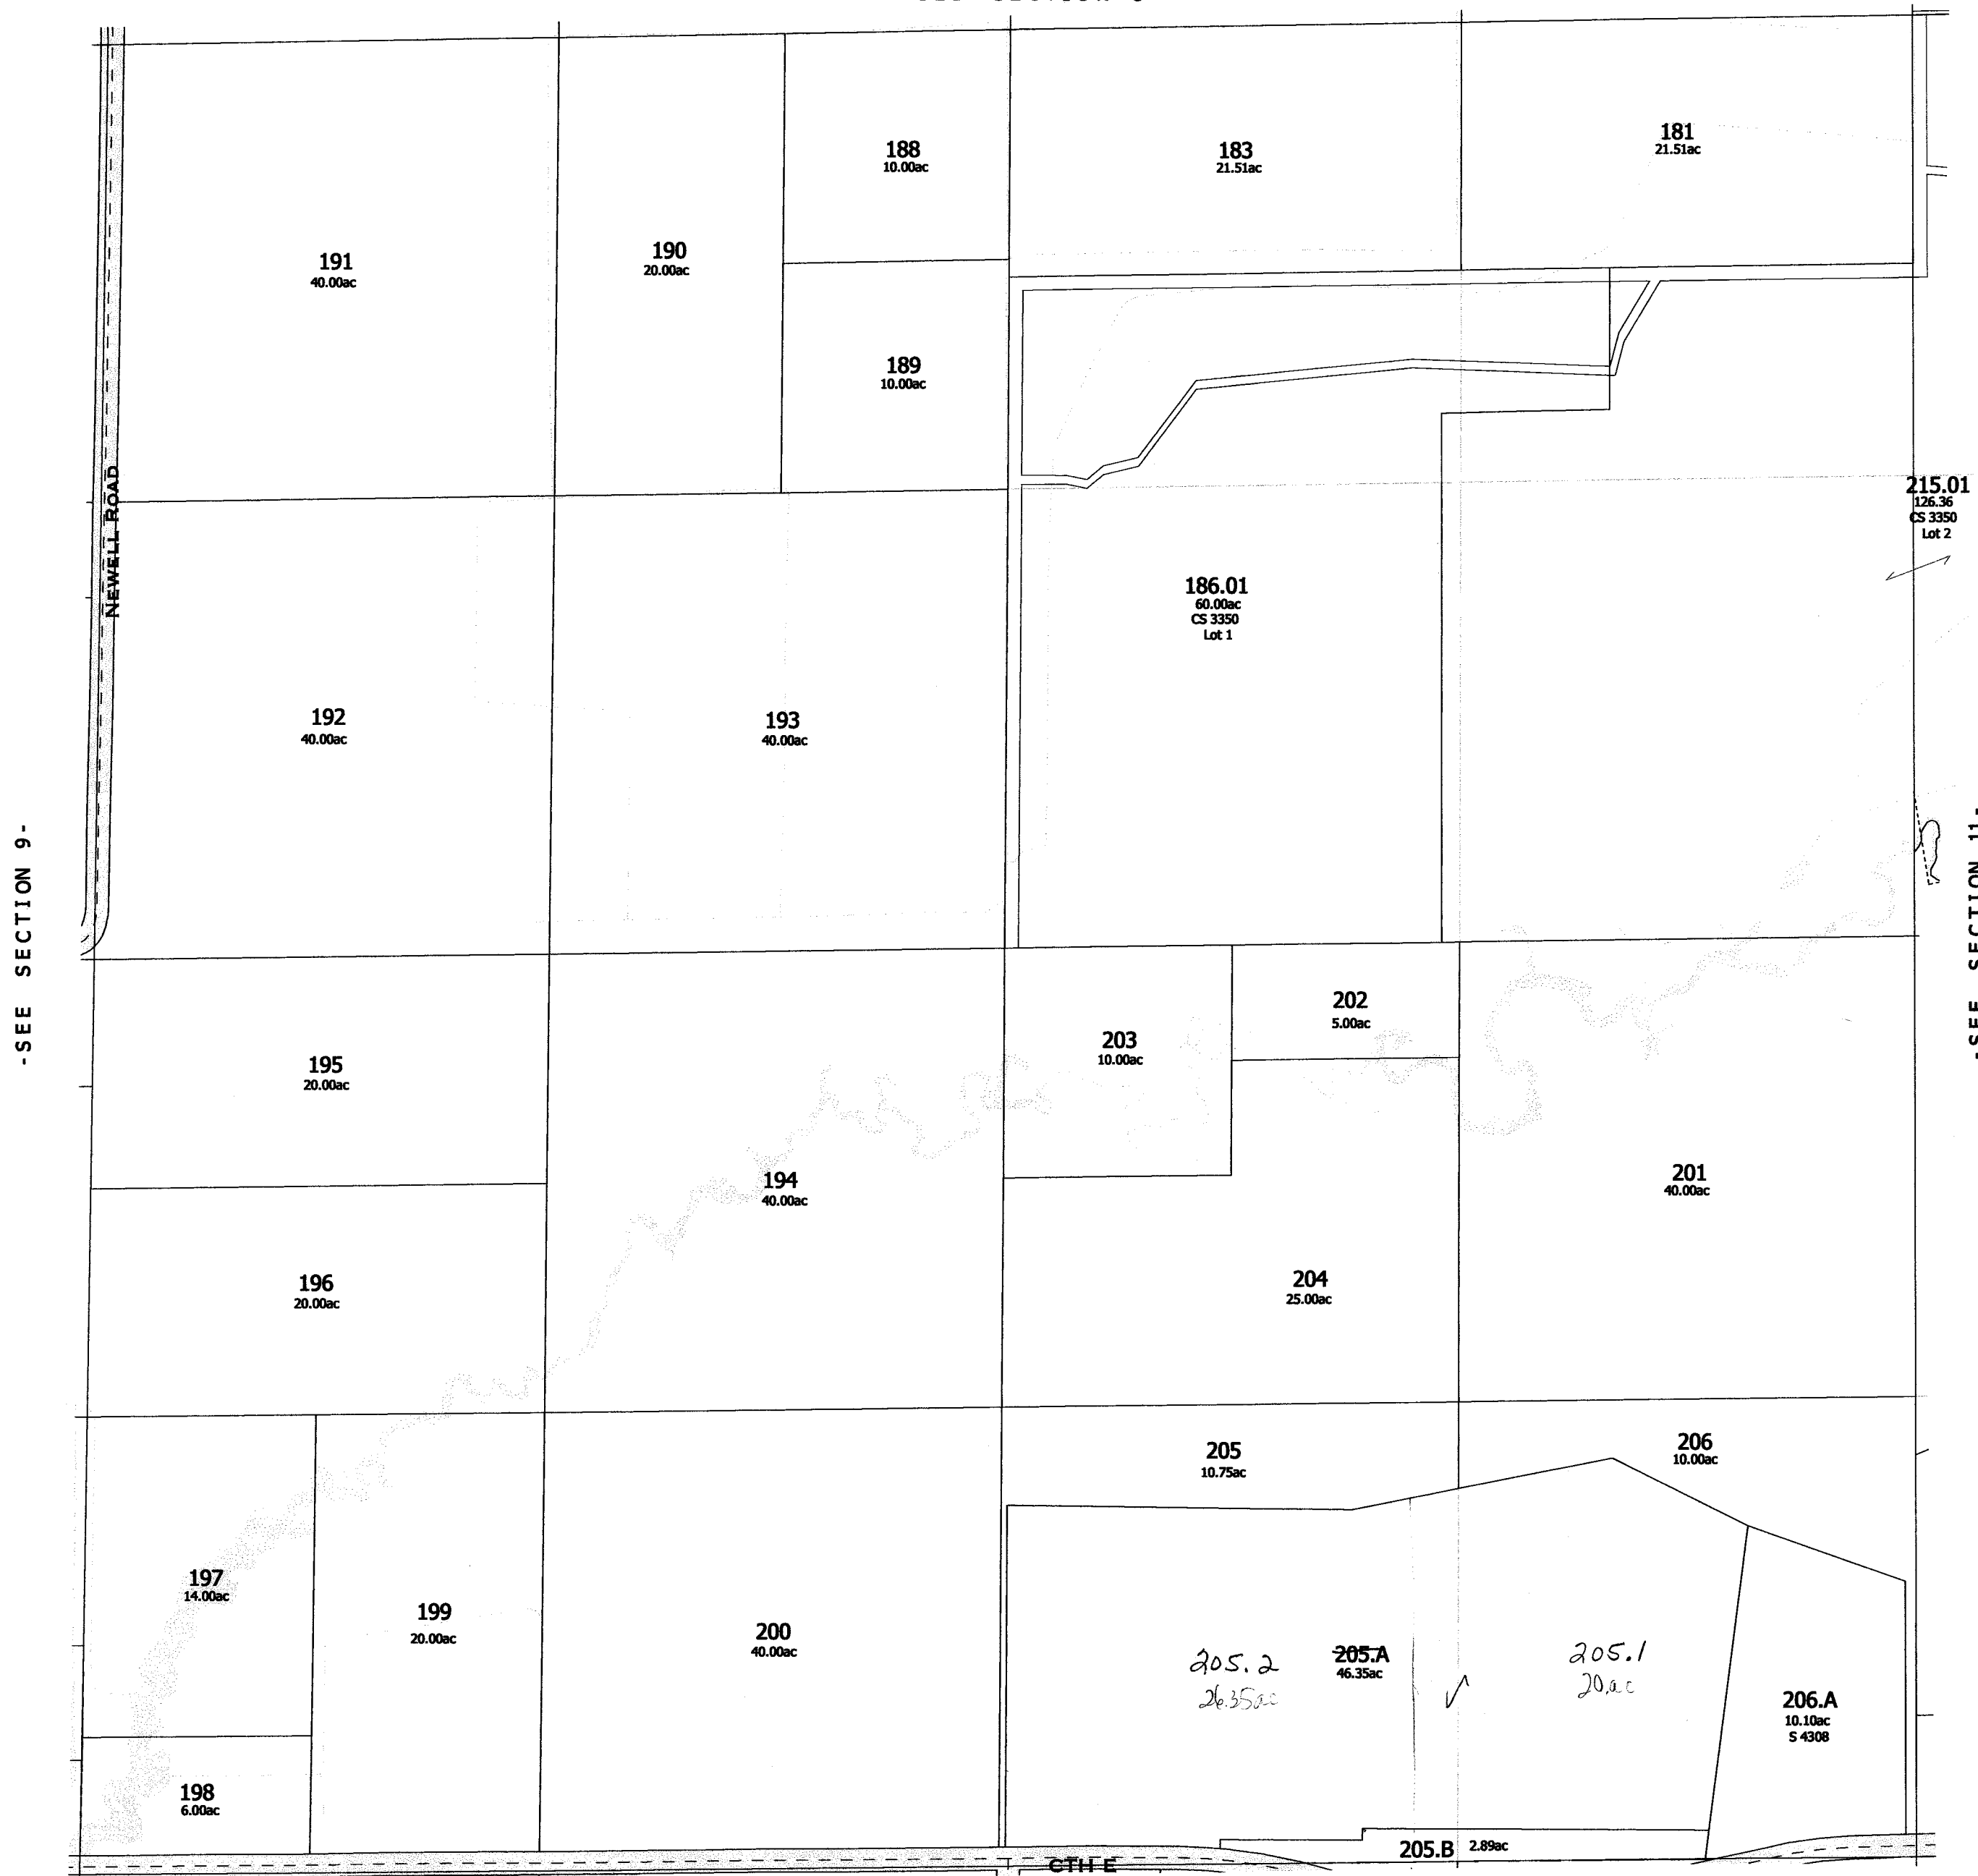 188
10.00ac
183
21.51ac
181
21.51ac
191
40.00ac
190
20.00ac
189
10.00ac
NEWELL ROAD
215.01
126.36
CS 3350
Lot 2
186.01
60.00ac
CS 3350
Lot 1
192
40.00ac
193
40.00ac
-SEE SECTION 9-
-SEE SECTION 11-
203
10.00ac
202
5.00ac
195
20.00ac
194
40.00ac
201
40.00ac
196
20.00ac
204
25.00ac
205
10.75ac
206
10.00ac
197
14.00ac
199
20.00ac
200
40.00ac
205.2
26.35ac
205.A
46.35ac
205.1
20.ac
206.A
10.10ac
S 4308
198
6.00ac
205.B 2.89ac
CTH E